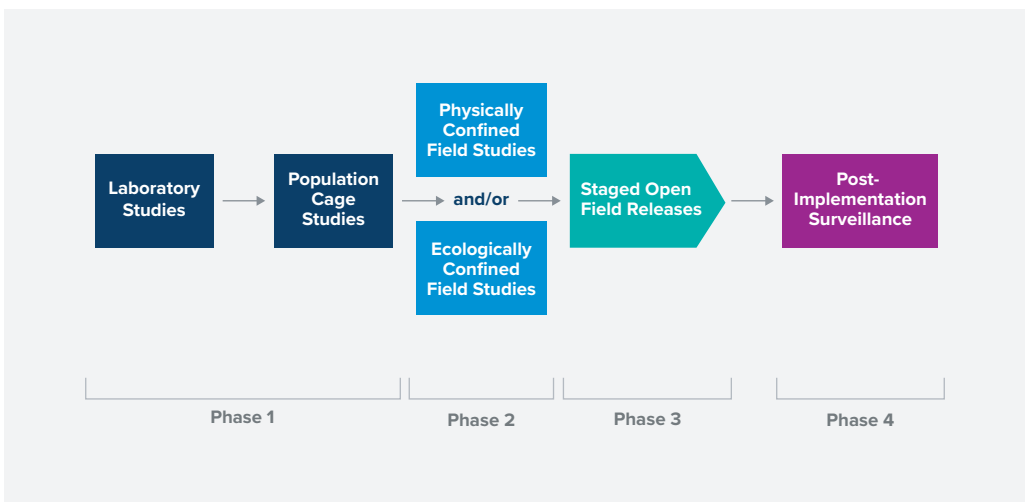 Laboratory
Studies
Population
Cage
Studies
Physically
Confined
Field Studies
and/or
Ecologically
Confined
Field Studies
Staged Open
Field Releases
Post-
Implementation
Surveillance
Phase 1
Phase 2
Phase 3
Phase 4